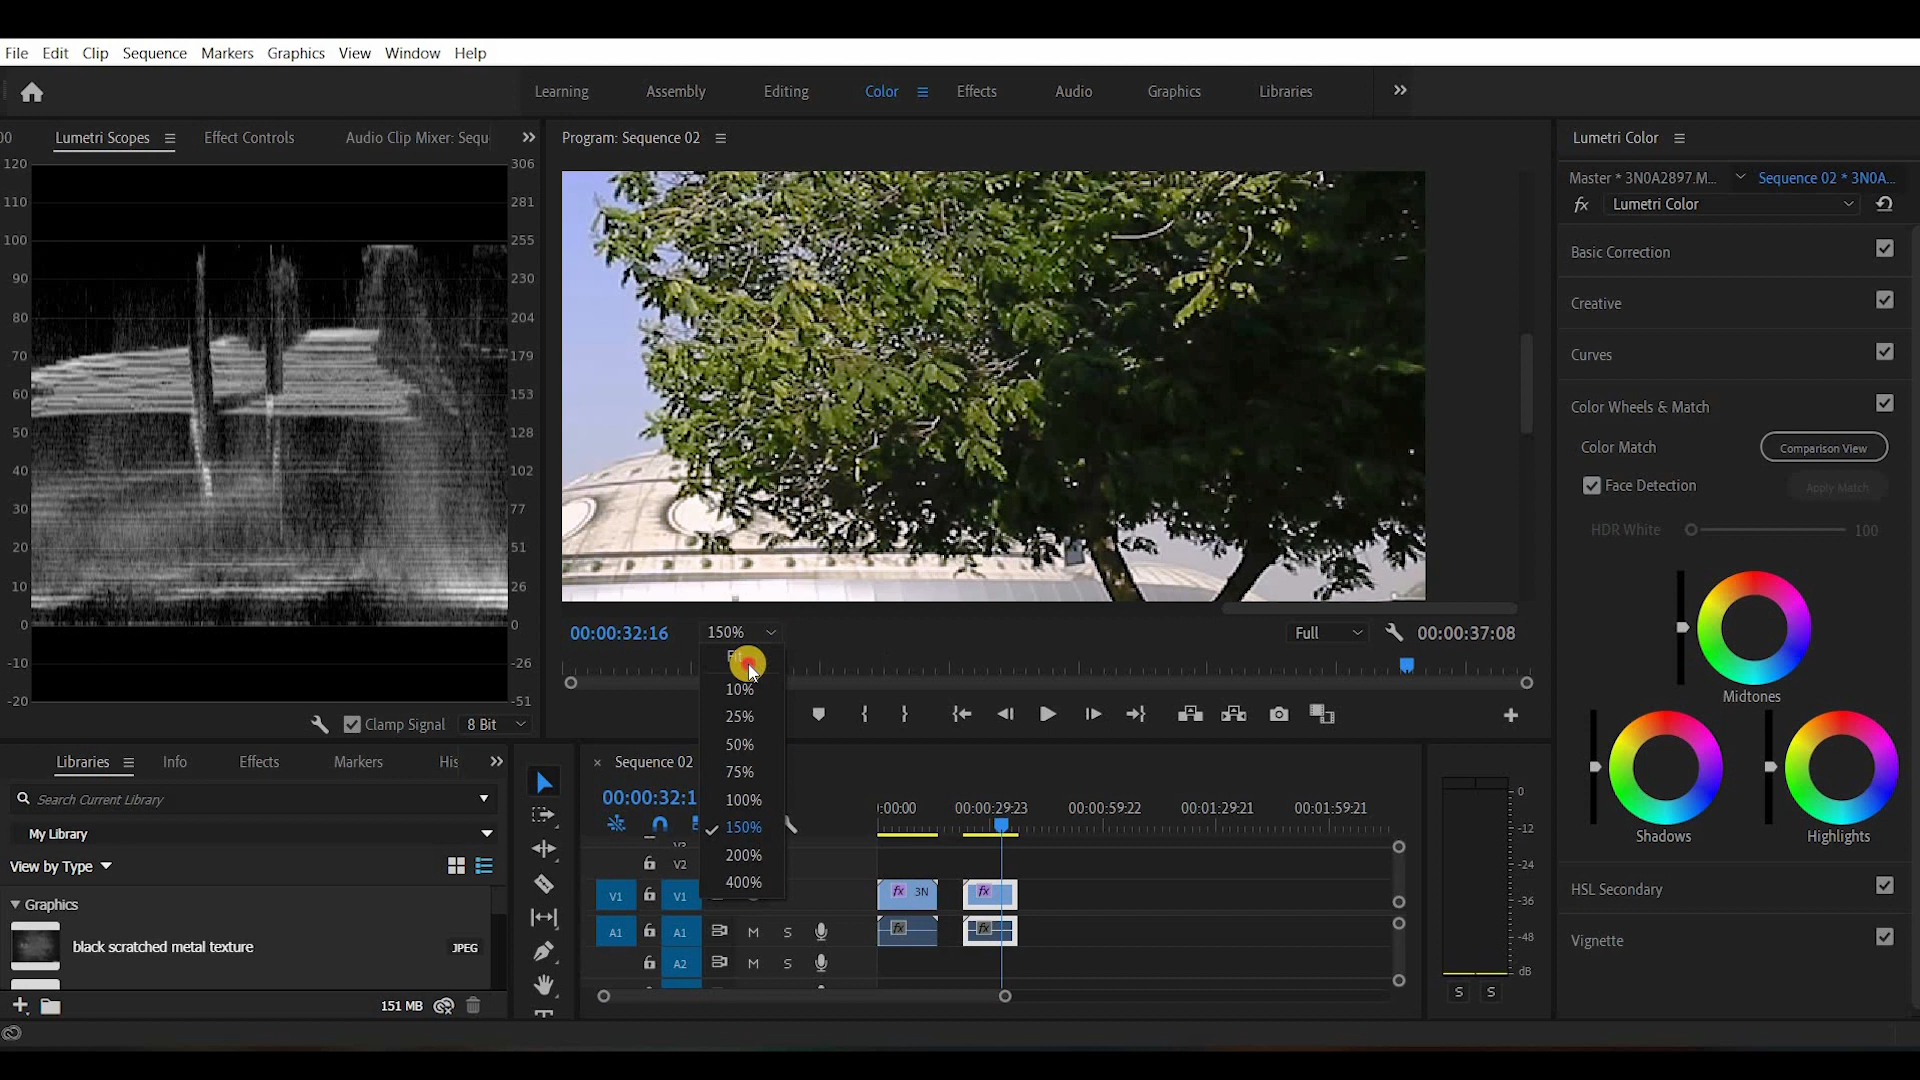 File Edit Clip Sequence Markers Graphics View Window Help
Learning Assembly Editing Color Effects Audio Graphics Libraries
00 Lumetri Scopes Effect Controls Audio Clip Mixer: Sequ
Program: Sequence 02
Lumetri Color
Master * 3N0A2897.M... Sequence 02 * 3N0A...
fx Lumetri Color
Basic Correction
Creative
Curves
Color Wheels & Match
Color Match Comparison View
Face Detection Apply Match
HDR White 100
Midtones
Shadows Highlights
HSL Secondary
Vignette
120 306
110 281
100 255
90 230
80 204
70 179
60 153
50 128
40 102
30 77
20 51
10 26
0 0
-10 -26
-20 -51
Clamp Signal 8 Bit
00:00:32:16 150% Full 00:00:37:08
Fit
10%
25%
50%
75%
100%
150%
200%
400%
Libraries Info Effects Markers His
Search Current Library
My Library
View by Type
Graphics
black scratched metal texture JPEG
151 MB
× Sequence 02
00:00:32:1
:00:00 00:00:29:23 00:00:59:22 00:01:29:21 00:01:59:21
V2
V1 V1 fx 3N fx
A1 A1 M S fx fx
A2 M S
0
-12
-24
-36
-48
dB
S S